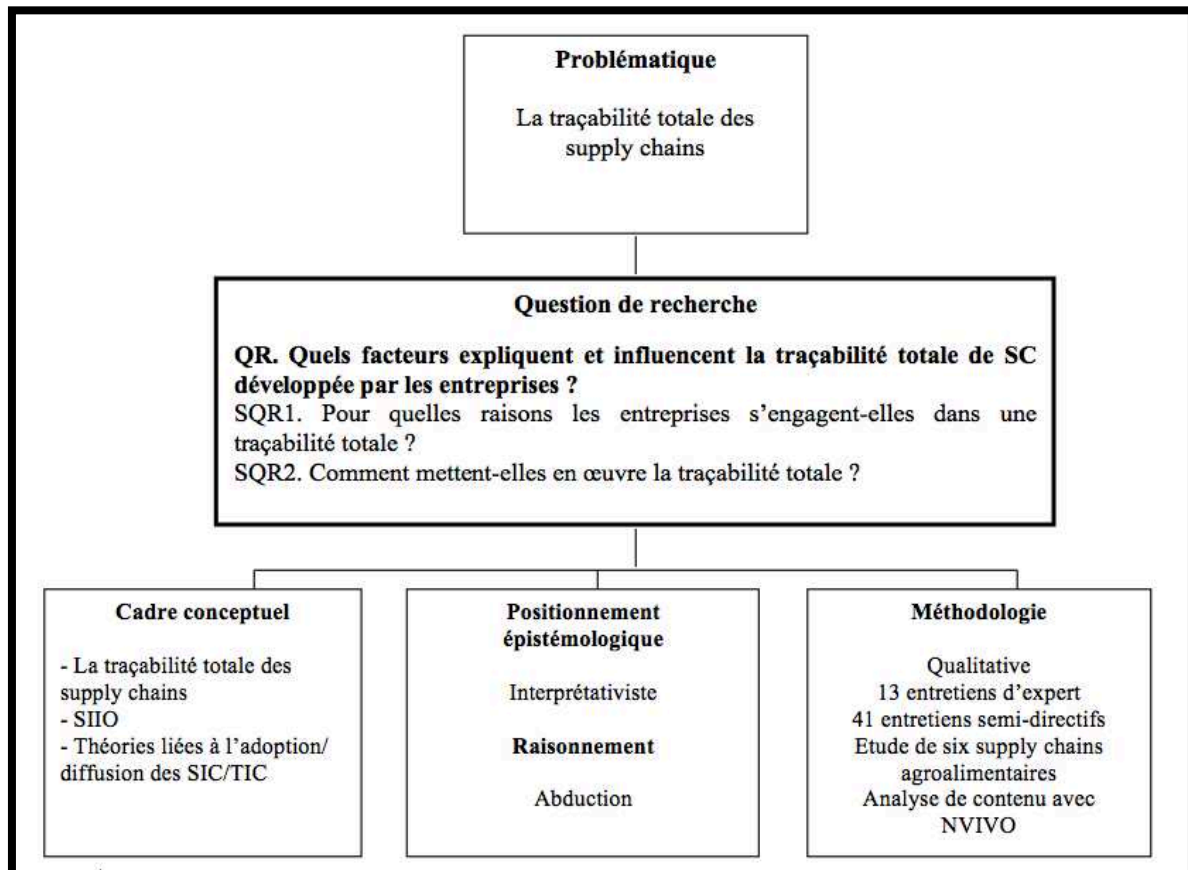 Problématique
La traçabilité totale des
supply chains
Question de recherche
QR. Quels facteurs expliquent et influencent la traçabilité totale de SC
développée par les entreprises ?
SQR1. Pour quelles raisons les entreprises s'engagent-elles dans une
traçabilité totale ?
SQR2. Comment mettent-elles en œuvre la traçabilité totale ?
Cadre conceptuel
- La traçabilité totale des
supply chains
- SIIO
- Théories liées à l'adoption/
diffusion des SIC/TIC
Positionnement
épistémologique
Interprétativiste
Raisonnement
Abduction
Méthodologie
Qualitative
13 entretiens d'expert
41 entretiens semi-directifs
Etude de six supply chains
agroalimentaires
Analyse de contenu avec
NVIVO